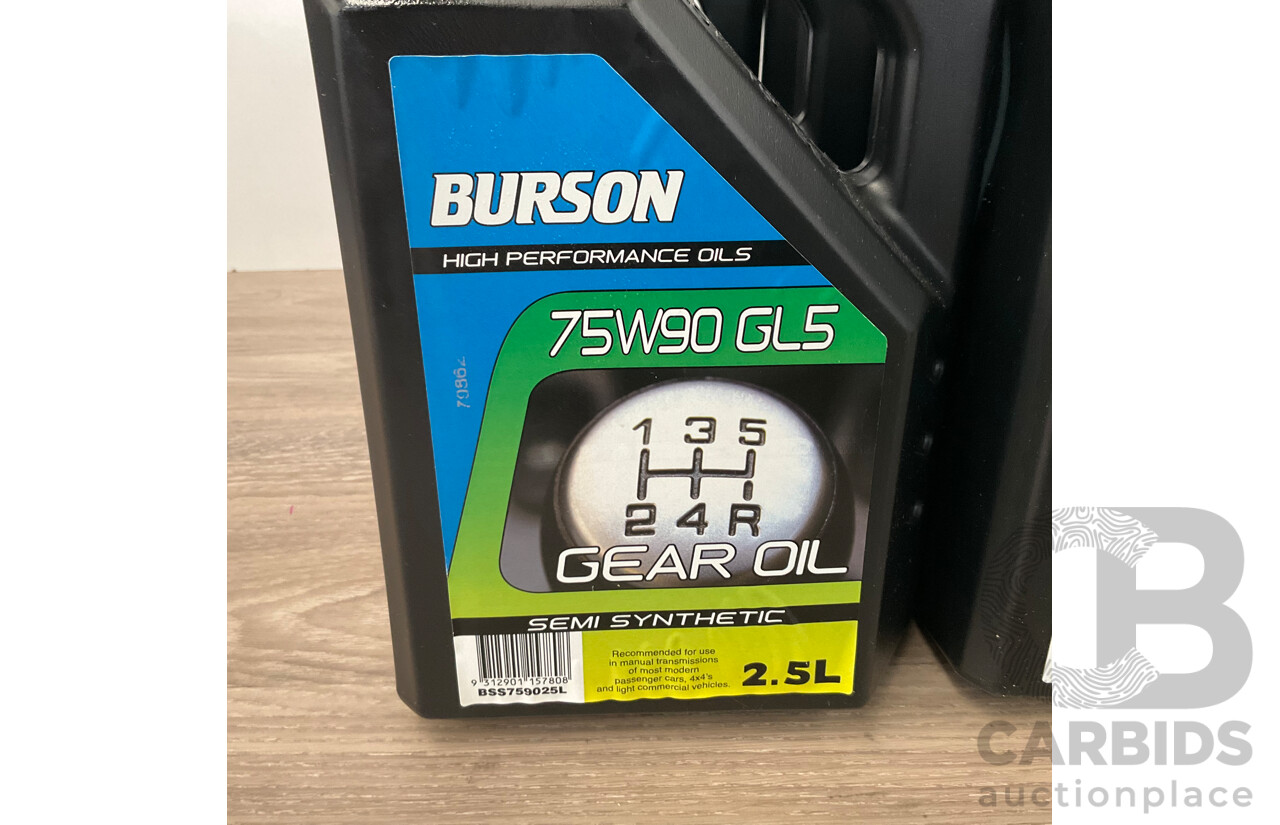 BURSON
HIGH PERFORMANCE OILS
75W90 GL5
79862
1 3 5
2 4 R
GEAR OIL
SEMI SYNTHETIC
9 312901 157808
BSS759025L
Recommended for use
in manual transmissions
of most modern
passenger cars, 4x4's
and light commercial vehicles.
2.5L
CB
CARBIDS
auctionplace